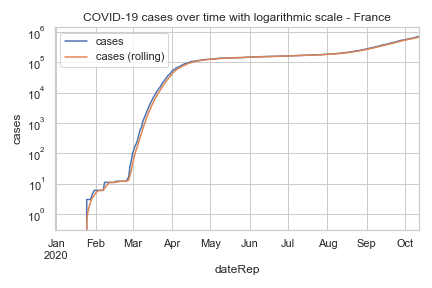 COVID-19 cases over time with logarithmic scale - France
cases
cases (rolling)
10⁶
10⁵
10⁴
10³
10²
10¹
10⁰
cases
Jan Feb Mar Apr May Jun Jul Aug Sep Oct
2020
dateRep